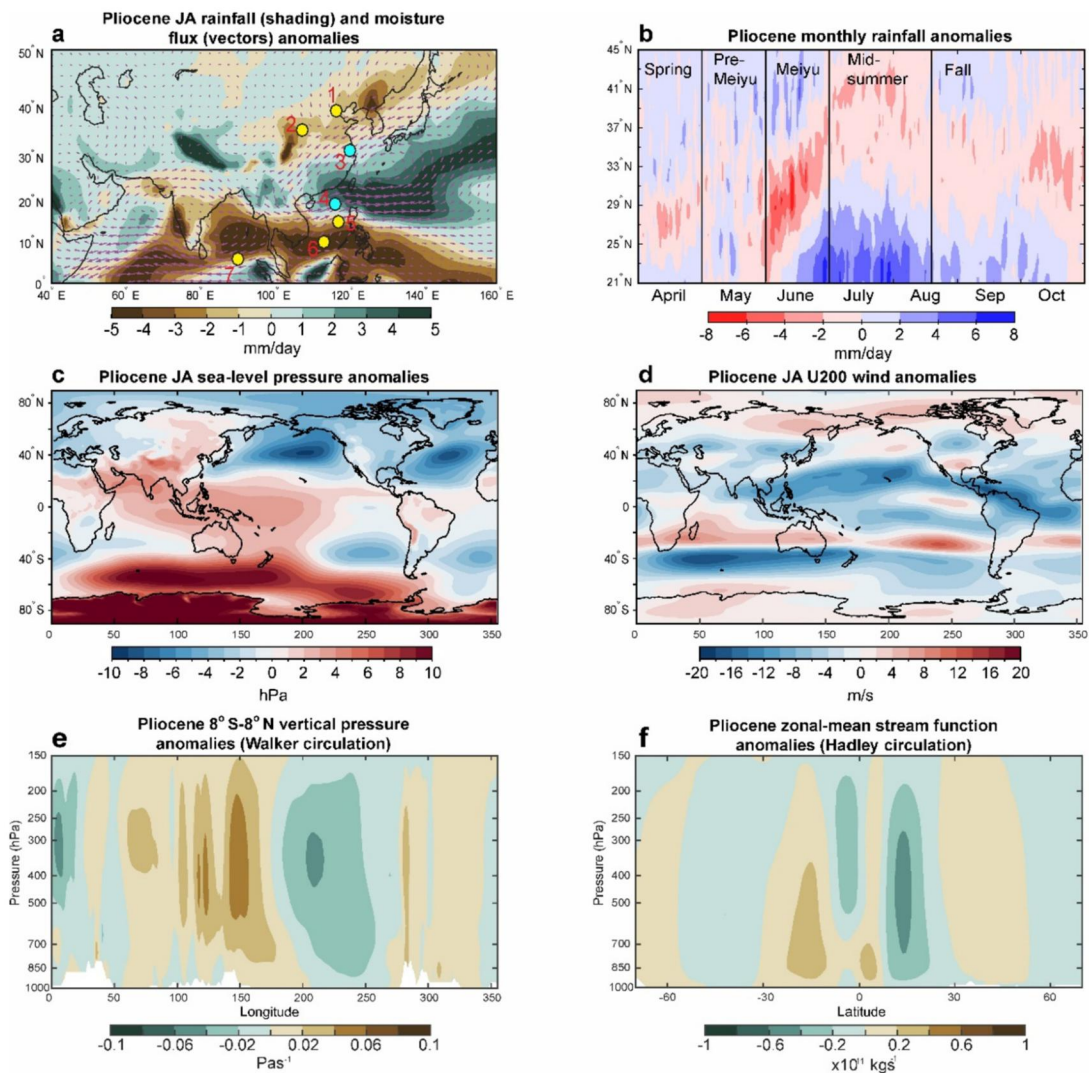 Pliocene JA rainfall (shading) and moisture
flux (vectors) anomalies
a
50°N
40°N
30°N
20°N
10°N
0°
40°E 60°E 80°E 100°E 120°E 140°E 160°E
1
2
3
4
5
6
7
-5 -4 -3 -2 -1 0 1 2 3 4 5
mm/day
Pliocene monthly rainfall anomalies
b
Spring
Pre-
Meiyu
Meiyu
Mid-
summer
Fall
45°N
41°N
37°N
33°N
29°N
25°N
21°N
April May June July Aug Sep Oct
-8 -6 -4 -2 0 2 4 6 8
mm/day
Pliocene JA sea-level pressure anomalies
c
80°N
40°N
0
40°S
80°S
0 50 100 150 200 250 300 350
-10 -8 -6 -4 -2 0 2 4 6 8 10
hPa
Pliocene JA U200 wind anomalies
d
80°N
40°N
0
40°S
80°S
0 50 100 150 200 250 300 350
-20 -16 -12 -8 -4 0 4 8 12 16 20
m/s
Pliocene 8°S-8°N vertical pressure
anomalies (Walker circulation)
e
Pressure (hPa)
150
200
250
300
400
500
700
850
1000
0 50 100 150 200 250 300 350
Longitude
-0.1 -0.06 -0.02 0.02 0.06 0.1
Pas⁻¹
Pliocene zonal-mean stream function
anomalies (Hadley circulation)
f
Pressure (hPa)
150
200
250
300
400
500
700
850
1000
-60 -30 0 30 60
Latitude
-1 -0.6 -0.2 0.2 0.6 1
x10¹¹ kgs⁻¹